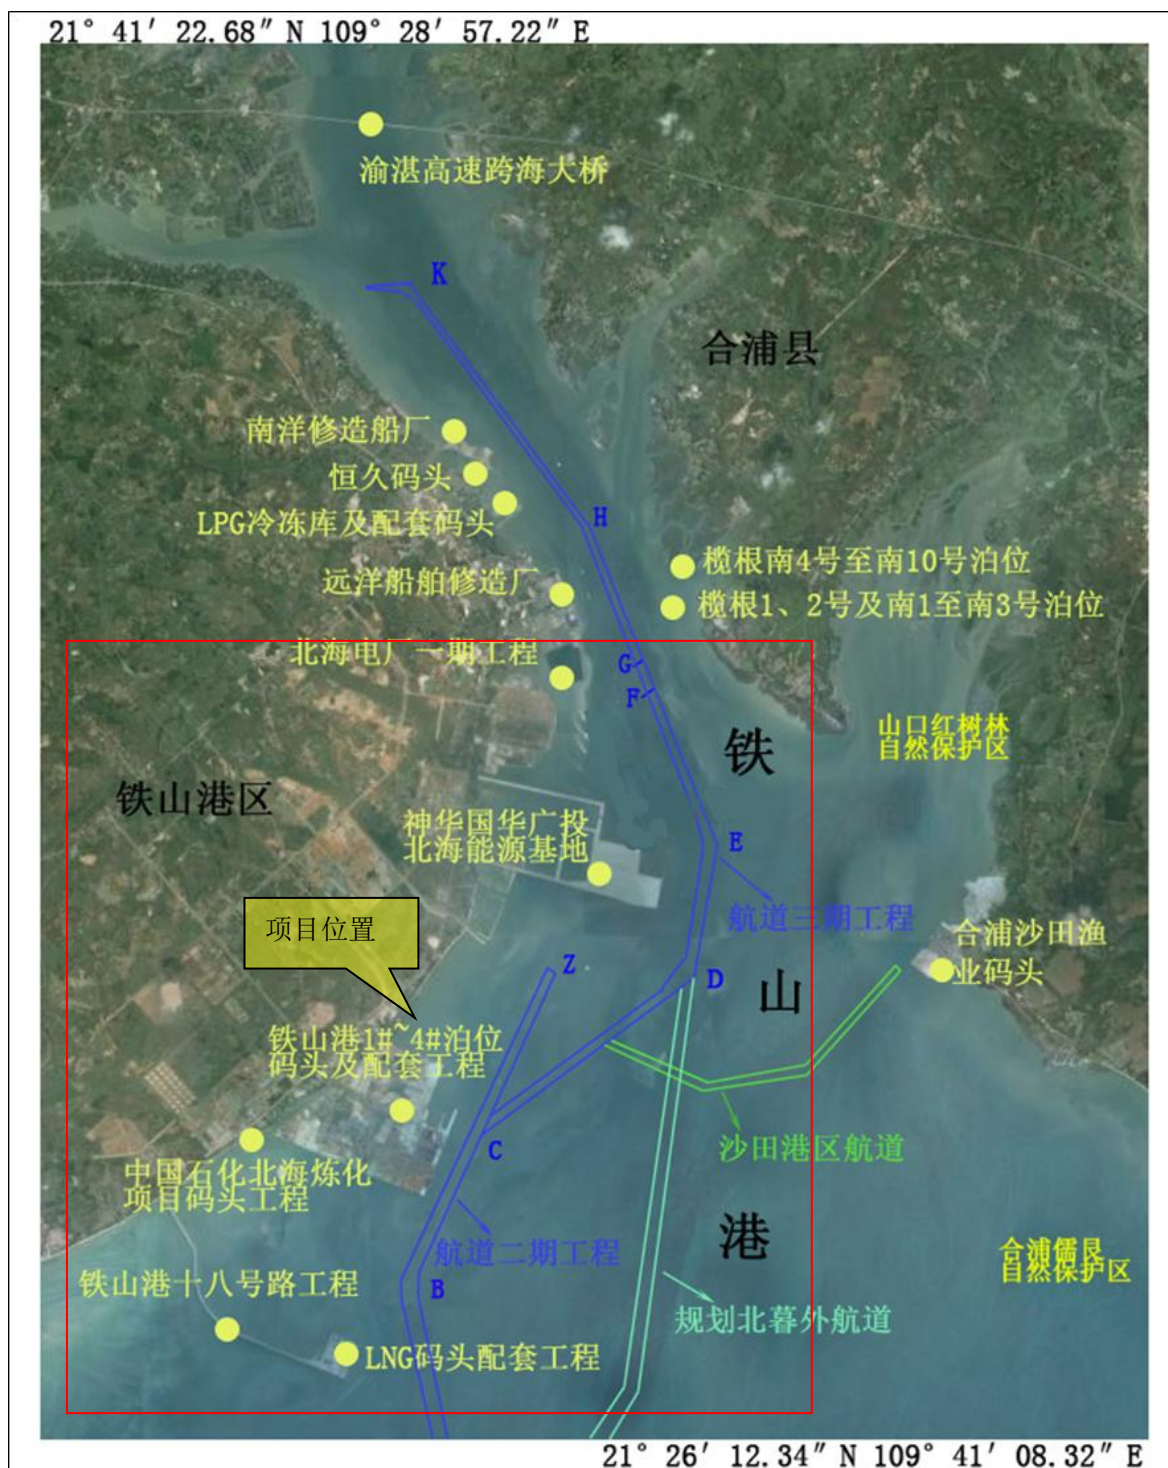 21° 41′ 22.68″ N 109° 28′ 57.22″ E
渝湛高速跨海大桥
K
合浦县
南洋修造船厂
恒久码头
LPG冷冻库及配套码头
H
榄根南4号至南10号泊位
远洋船舶修造厂
榄根1、2号及南1至南3号泊位
北海电厂一期工程
G
F
铁
山口红树林
自然保护区
铁山港区
神华国华广投
北海能源基地
E
航道三期工程
项目位置
合浦沙田渔
业码头
Z
D
山
铁山港1#~4#泊位
码头及配套工程
C
沙田港区航道
中国石化北海炼化
项目码头工程
港
航道二期工程
合浦儒艮
自然保护区
铁山港十八号路工程
B
规划北暮外航道
LNG码头配套工程
21° 26′ 12.34″ N 109° 41′ 08.32″ E